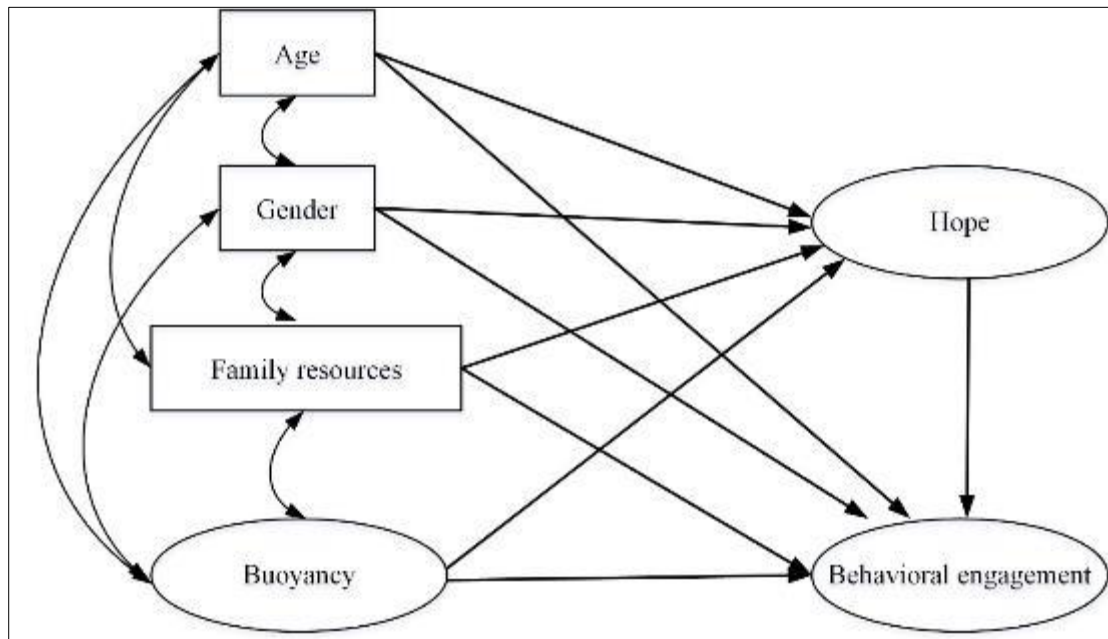 Age
Gender
Hope
Family resources
Buoyancy
Behavioral engagement